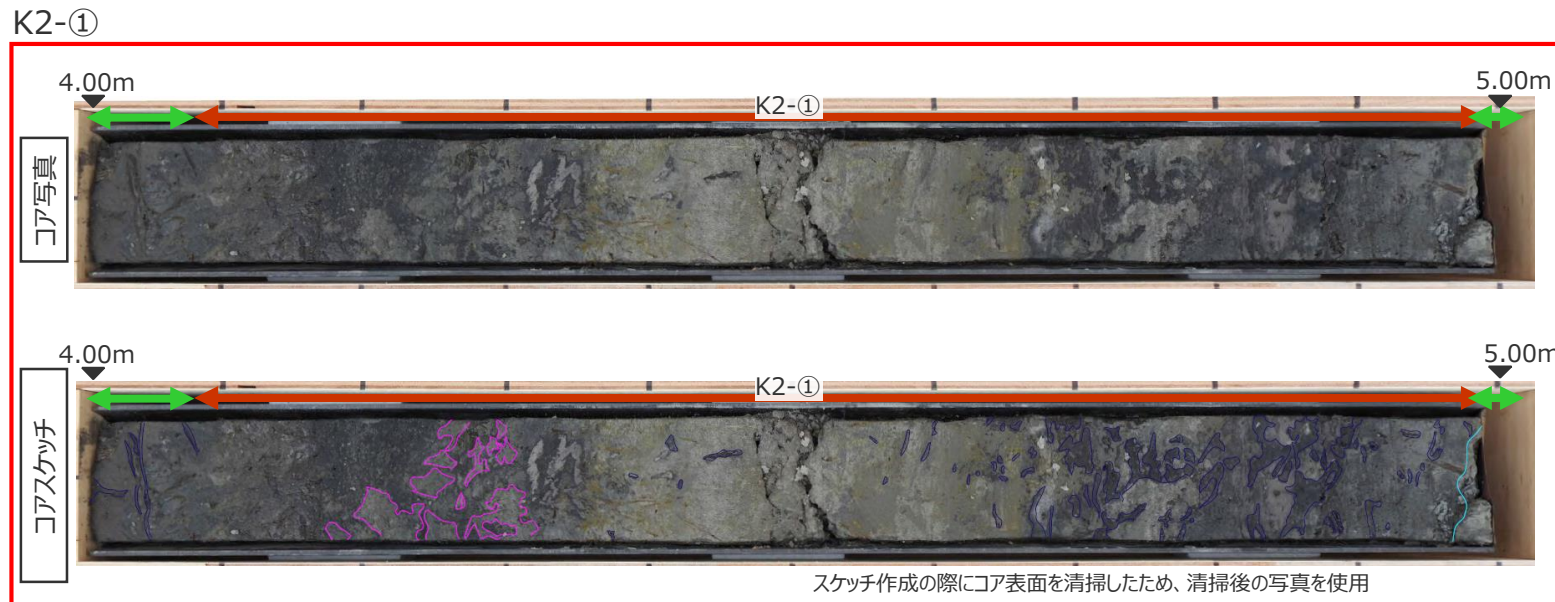 K2-①
4.00m
5.00m
K2-①
コア写真
4.00m
5.00m
K2-①
コアスケッチ
スケッチ作成の際にコア表面を清掃したため、清掃後の写真を使用